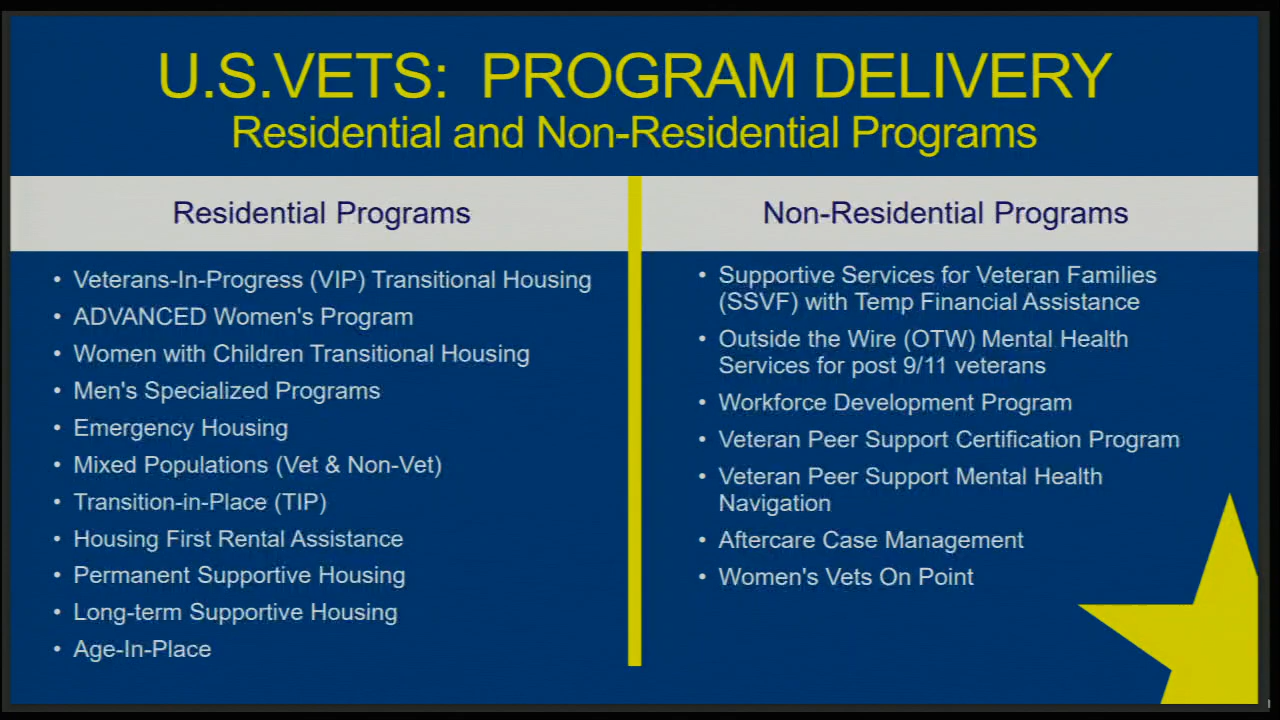 U.S.VETS: PROGRAM DELIVERY
Residential and Non-Residential Programs
Residential Programs
• Veterans-In-Progress (VIP) Transitional Housing
• ADVANCED Women's Program
• Women with Children Transitional Housing
• Men's Specialized Programs
• Emergency Housing
• Mixed Populations (Vet & Non-Vet)
• Transition-in-Place (TIP)
• Housing First Rental Assistance
• Permanent Supportive Housing
• Long-term Supportive Housing
• Age-In-Place
Non-Residential Programs
• Supportive Services for Veteran Families
(SSVF) with Temp Financial Assistance
• Outside the Wire (OTW) Mental Health
Services for post 9/11 veterans
• Workforce Development Program
• Veteran Peer Support Certification Program
• Veteran Peer Support Mental Health
Navigation
• Aftercare Case Management
• Women's Vets On Point